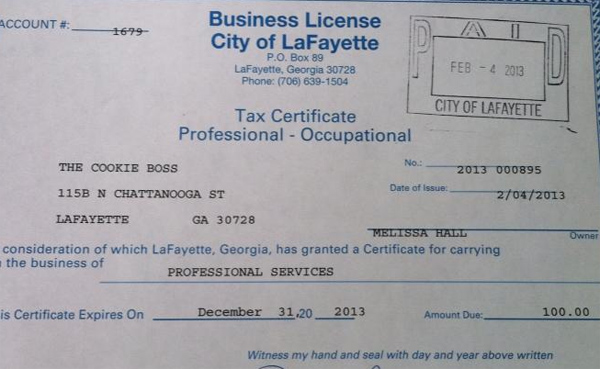 Business License
City of LaFayette
P.O. Box 89
LaFayette, Georgia 30728
Phone: (706) 639-1504
ACCOUNT #: 1679
PAID
FEB - 4 2013
CITY OF LAFAYETTE
Tax Certificate
Professional - Occupational
THE COOKIE BOSS
115B N CHATTANOOGA ST
LAFAYETTE GA 30728
No.: 2013 000895
Date of Issue: 2/04/2013
MELISSA HALL Owner
consideration of which LaFayette, Georgia, has granted a Certificate for carrying
the business of PROFESSIONAL SERVICES
is Certificate Expires On December 31,20 2013 Amount Due: 100.00
Witness my hand and seal with day and year above written